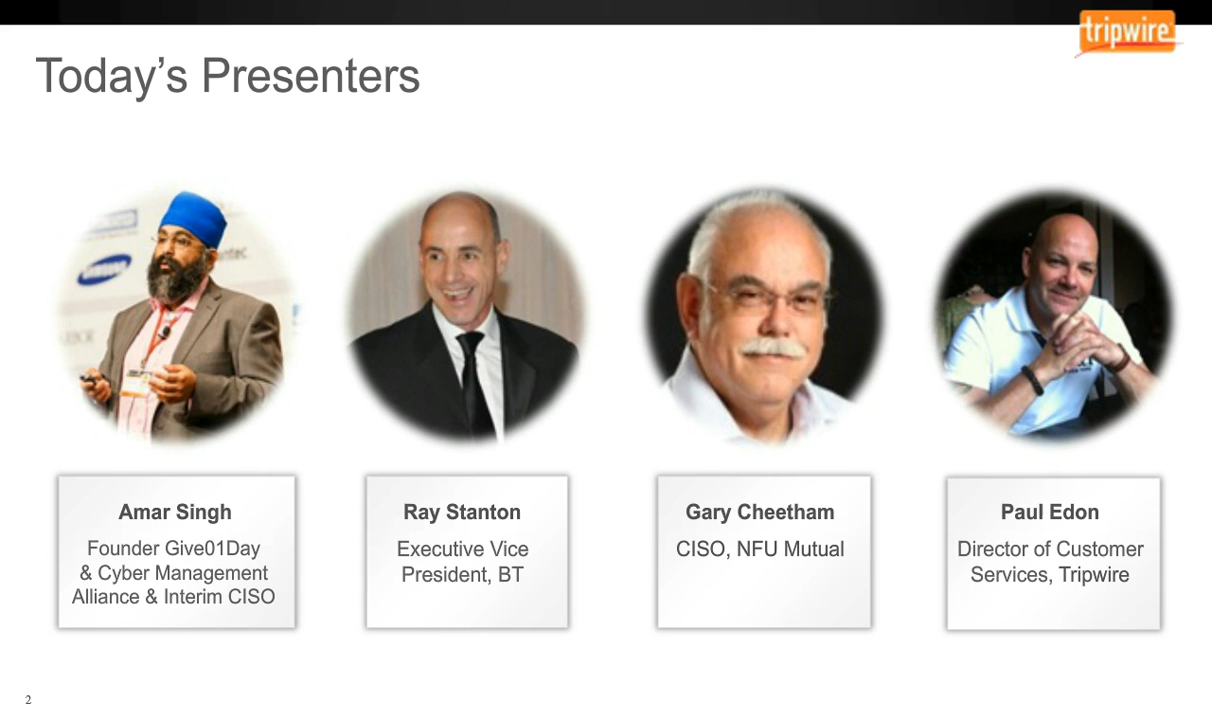 tripwire
Today’s Presenters
SAMSUNG
Amar Singh
Founder Give01Day
& Cyber Management
Alliance & Interim CISO
Ray Stanton
Executive Vice
President, BT
Gary Cheetham
CISO, NFU Mutual
Paul Edon
Director of Customer
Services, Tripwire
2